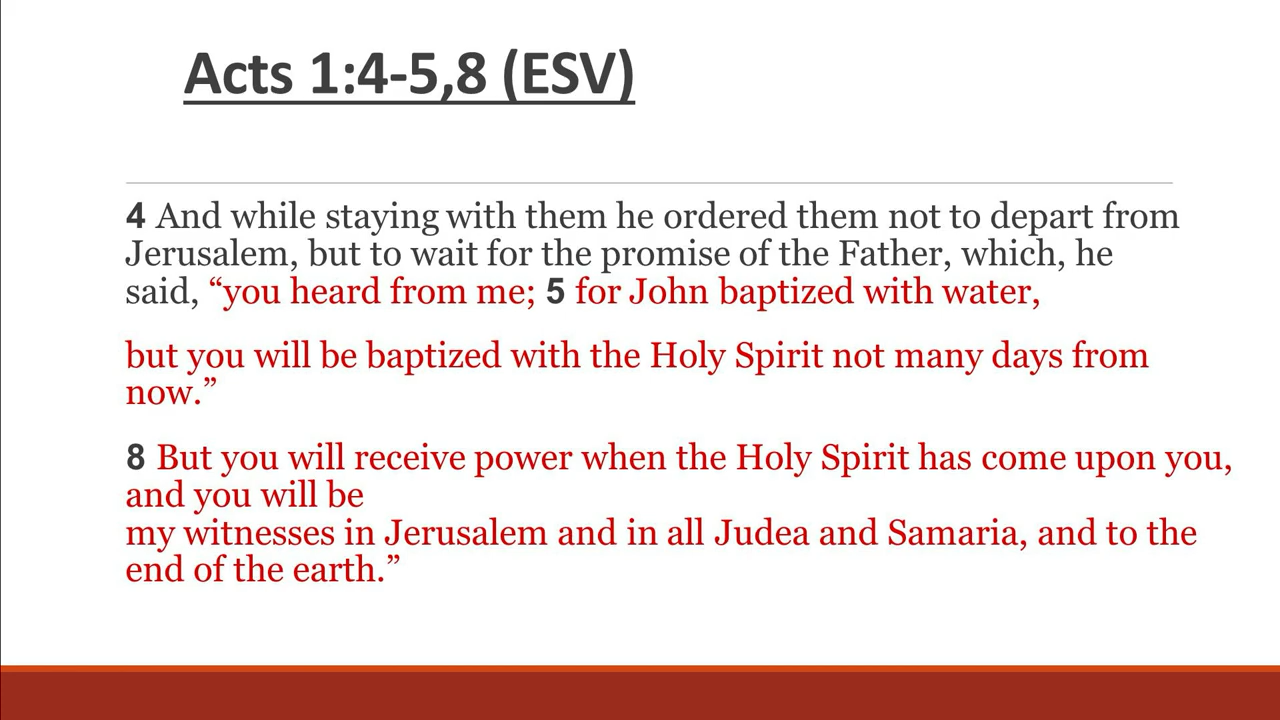 Acts 1:4-5,8 (ESV)
4 And while staying with them he ordered them not to depart from
Jerusalem, but to wait for the promise of the Father, which, he
said, “you heard from me; 5 for John baptized with water,
but you will be baptized with the Holy Spirit not many days from
now.”
8 But you will receive power when the Holy Spirit has come upon you,
and you will be
my witnesses in Jerusalem and in all Judea and Samaria, and to the
end of the earth.”